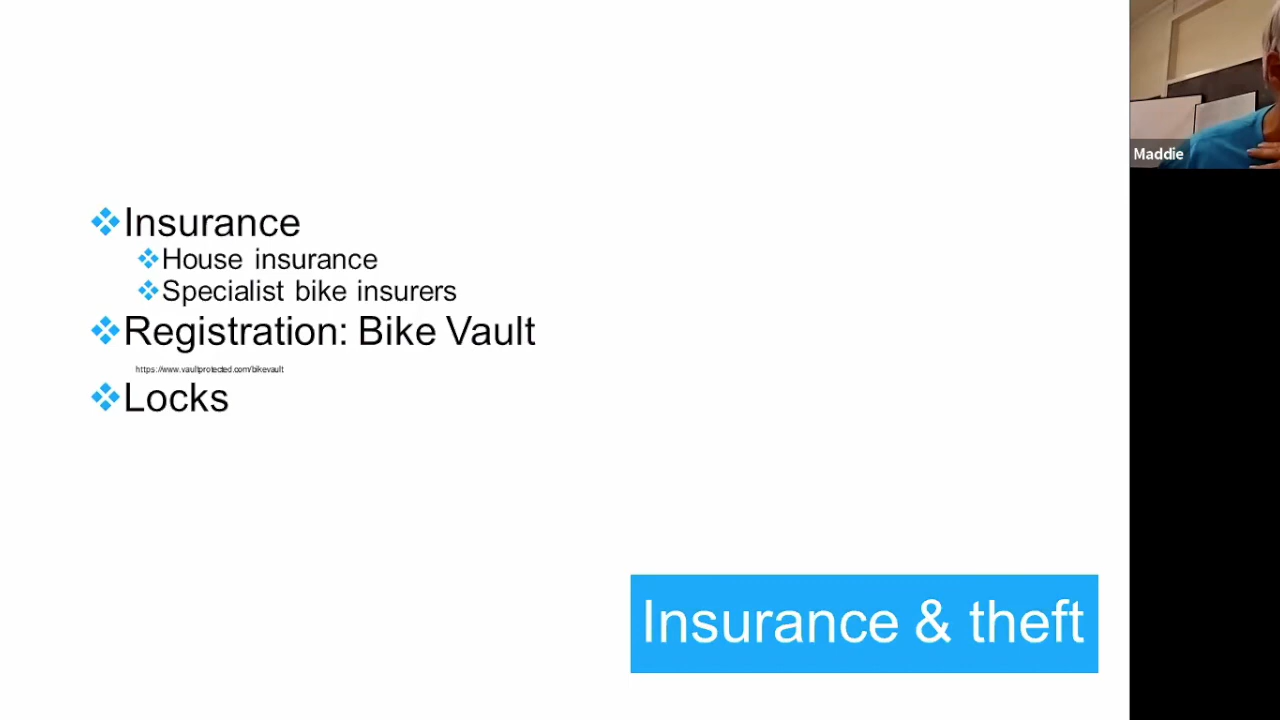 Insurance
House insurance
Specialist bike insurers
Registration: Bike Vault
https://www.vaultprotected.com/bikevault
Locks
Insurance & theft
Maddie